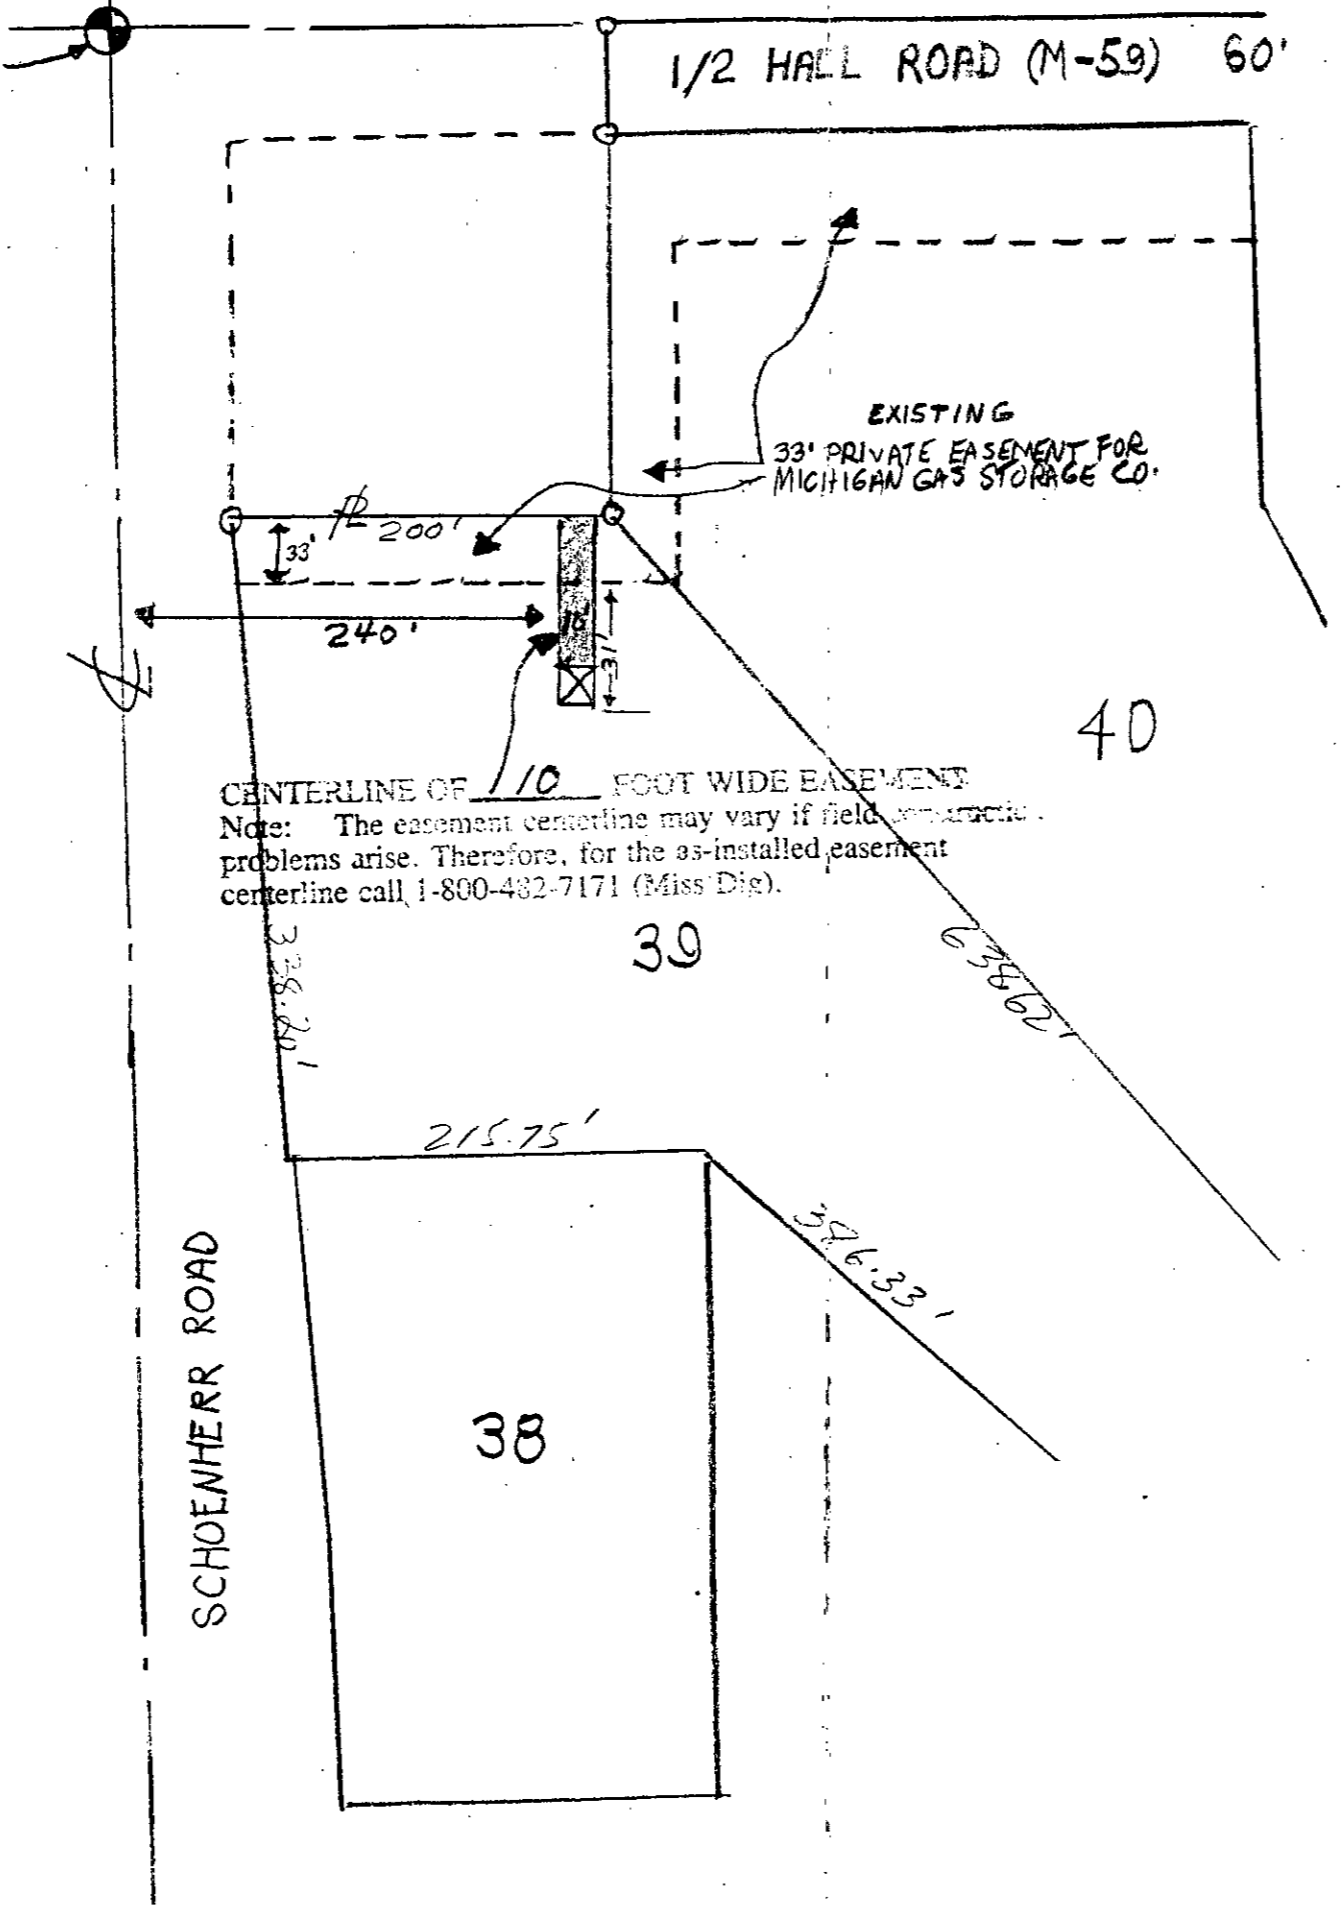 1/2 HALL ROAD (M-59) 60'
EXISTING
33' PRIVATE EASEMENT FOR
MICHIGAN GAS STORAGE CO.
200'
33'
240'
10'
31'
40
CENTERLINE OF 10 FOOT WIDE EASEMENT
Note: The easement centerline may vary if field
problems arise. Therefore, for the as-installed easement
centerline call 1-800-482-7171 (Miss Dig).
39
338.20'
638.62'
215.75'
SCHOENHERR ROAD
38